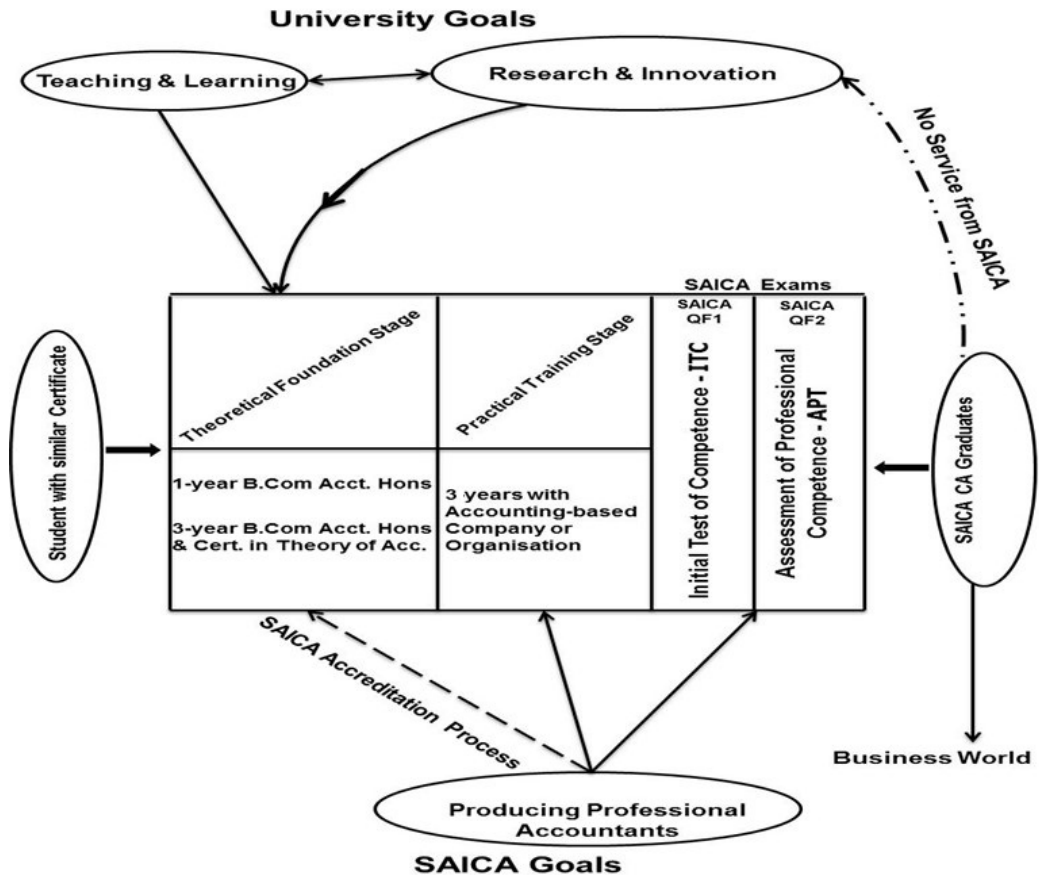 University Goals
Teaching & Learning
Research & Innovation
No Service from SAICA
SAICA Exams
Theoretical Foundation Stage
Practical Training Stage
SAICA
QF1
SAICA
QF2
Initial Test of Competence - ITC
Assessment of Professional
Competence - APT
Student with similar Certificate
1-year B.Com Acct. Hons
3-year B.Com Acct. Hons
& Cert. in Theory of Acc.
3 years with
Accounting-based
Company or
Organisation
SAICA CA Graduates
SAICA Accreditation Process
Business World
Producing Professional
Accountants
SAICA Goals